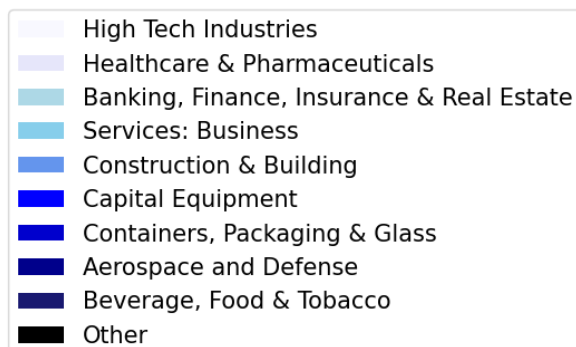 High Tech Industries
Healthcare & Pharmaceuticals
Banking, Finance, Insurance & Real Estate
Services: Business
Construction & Building
Capital Equipment
Containers, Packaging & Glass
Aerospace and Defense
Beverage, Food & Tobacco
Other